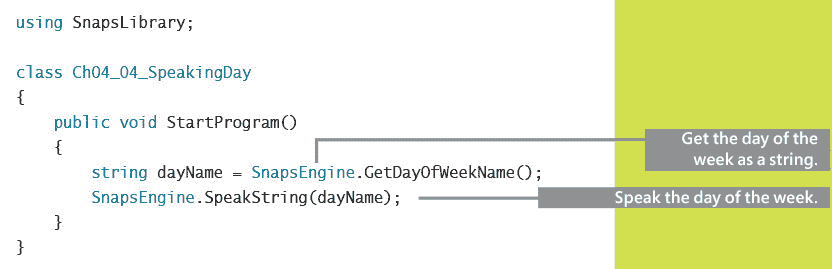 using SnapsLibrary;
class Ch04_04_SpeakingDay
{
public void StartProgram()
{
Get the day of the
week as a string.
string dayName = SnapsEngine.GetDayOfWeekName();
SnapsEngine.SpeakString(dayName);
Speak the day of the week.
}
}